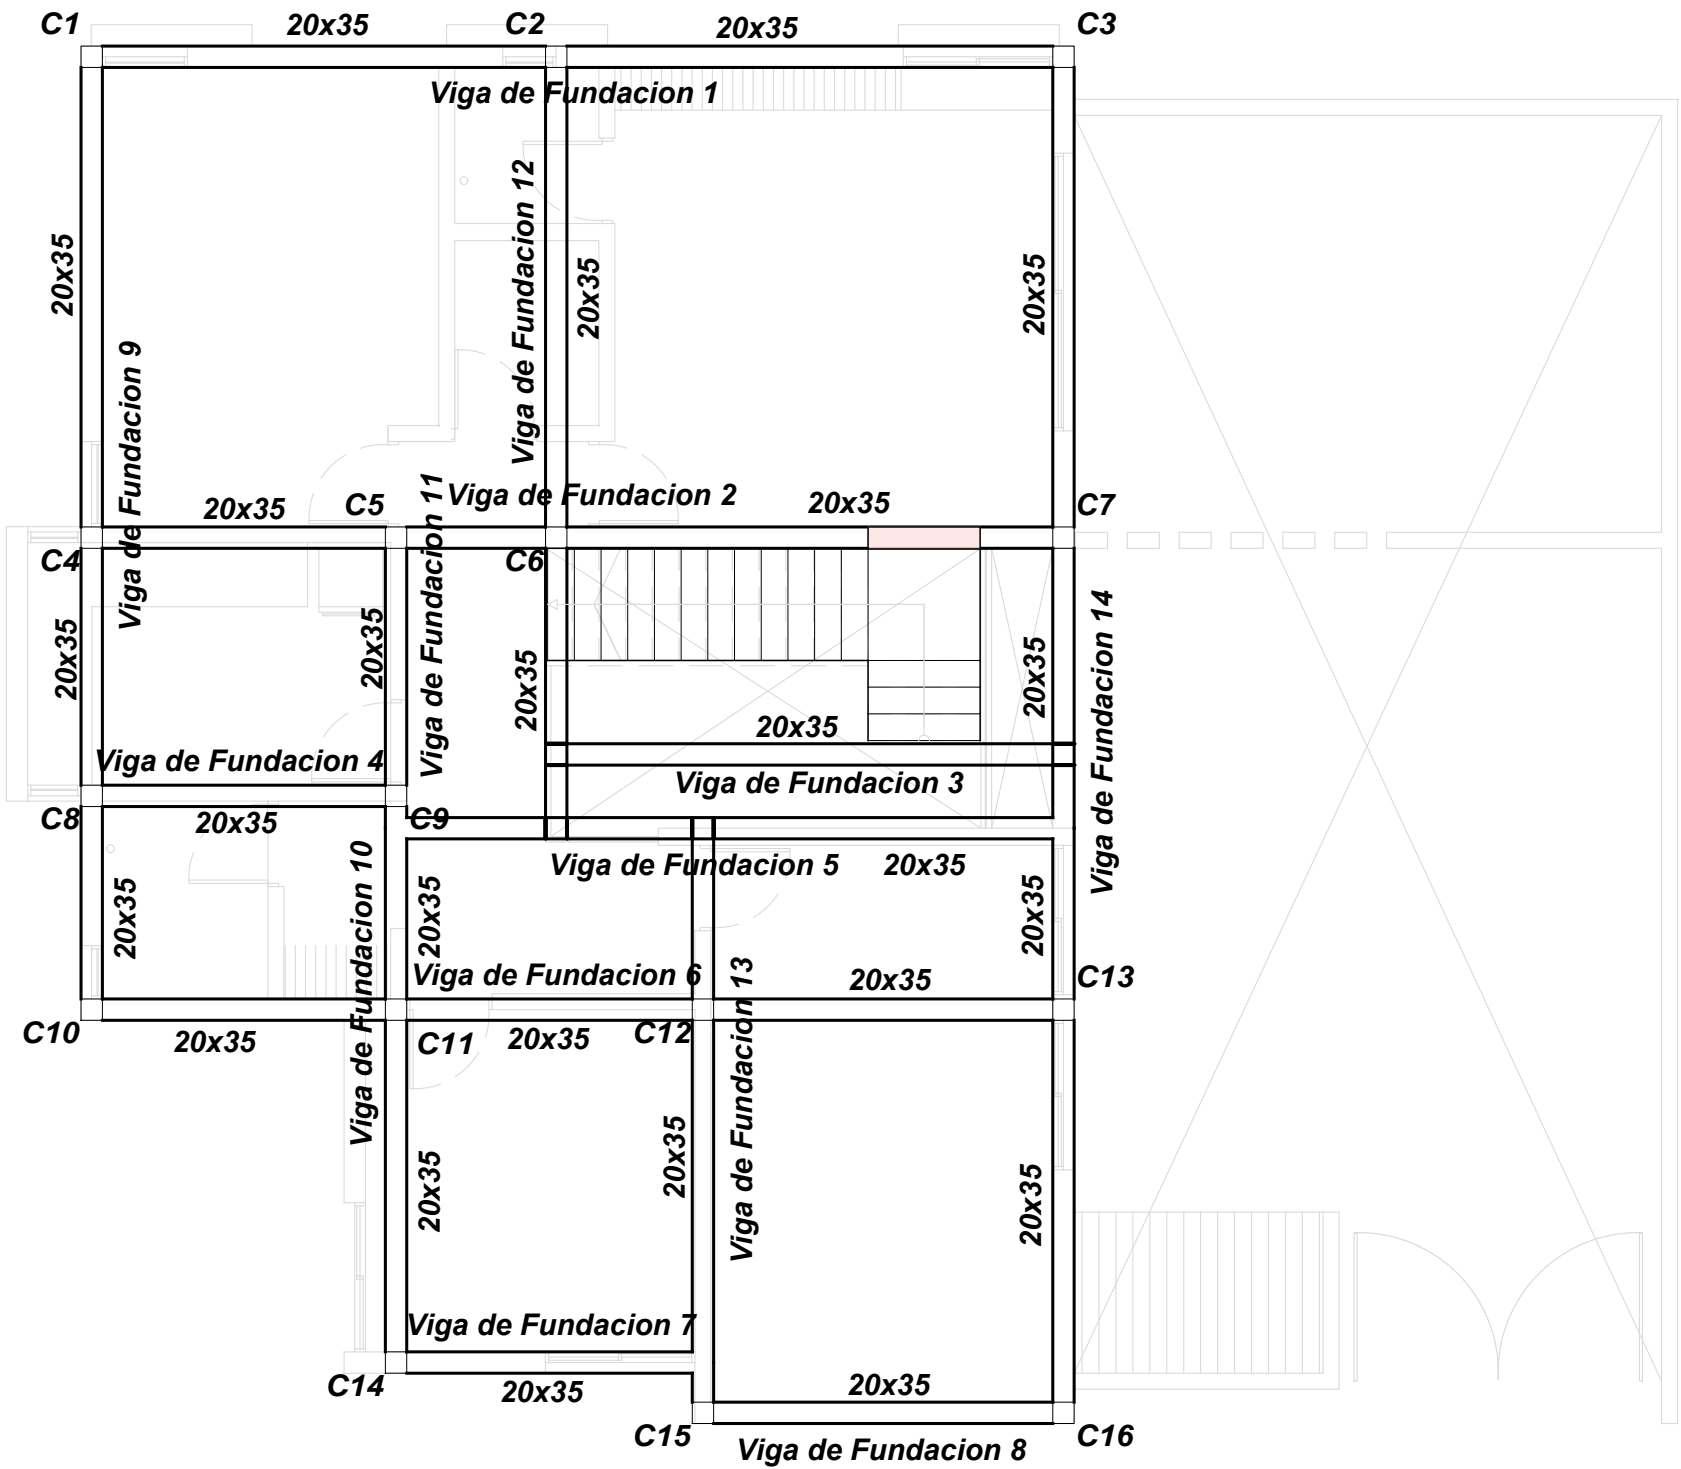 C1
20x35
C2
20x35
C3
Viga de Fundacion 1
20x35
Viga de Fundacion 9
Viga de Fundacion 12
20x35
20x35
20x35
C5
Viga de Fundacion 11
Viga de Fundacion 2
20x35
C7
C4
C6
20x35
20x35
20x35
20x35
Viga de Fundacion 14
20x35
Viga de Fundacion 4
Viga de Fundacion 3
C8
20x35
C9
Viga de Fundacion 5
20x35
20x35
Viga de Fundacion 10
20x35
20x35
Viga de Fundacion 6
Viga de Fundacion 13
20x35
C13
C10
20x35
C11
20x35
C12
20x35
20x35
20x35
Viga de Fundacion 7
C14
20x35
20x35
C15
Viga de Fundacion 8
C16